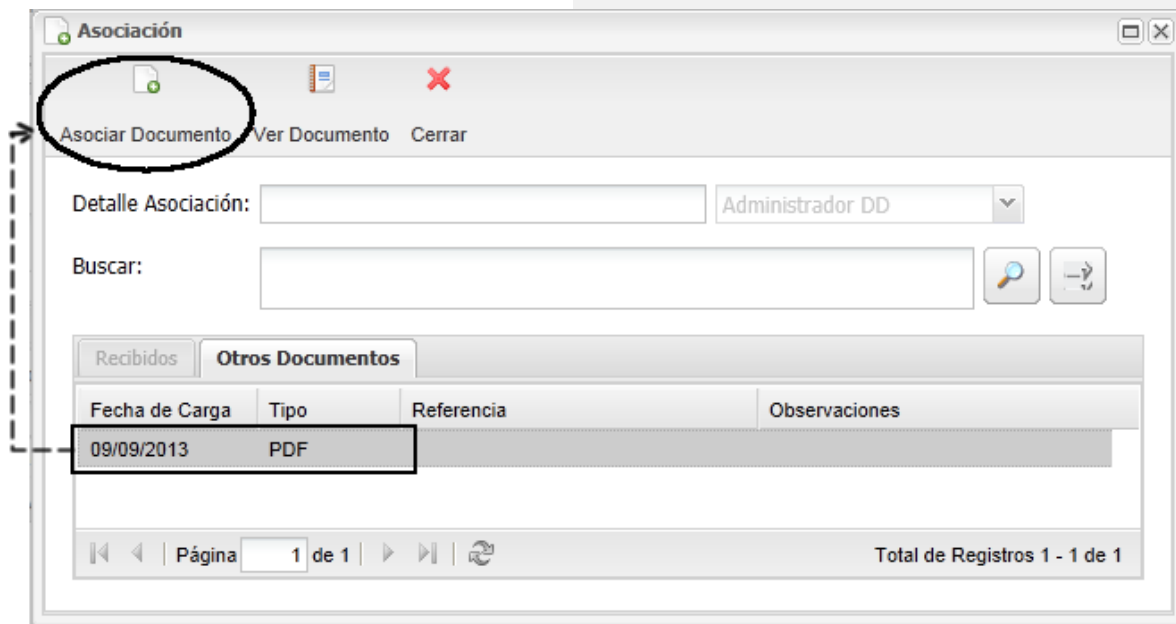 Asociación
Asociar Documento Ver Documento Cerrar
Detalle Asociación: Administrador DD
Buscar:
Recibidos Otros Documentos
Fecha de Carga Tipo Referencia Observaciones
09/09/2013 PDF
Página 1 de 1 Total de Registros 1 - 1 de 1